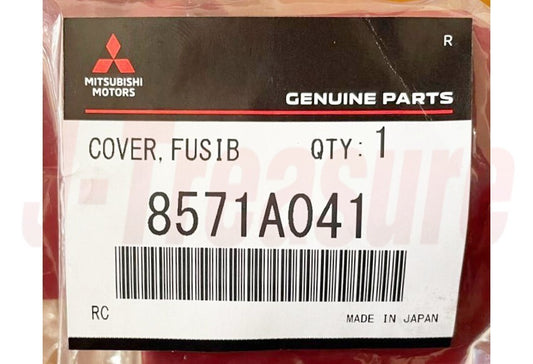 R
MITSUBISHI
MOTORS
GENUINE PARTS
COVER, FUSIB QTY: 1
8571A041
RC MADE IN JAPAN
J-Treasure